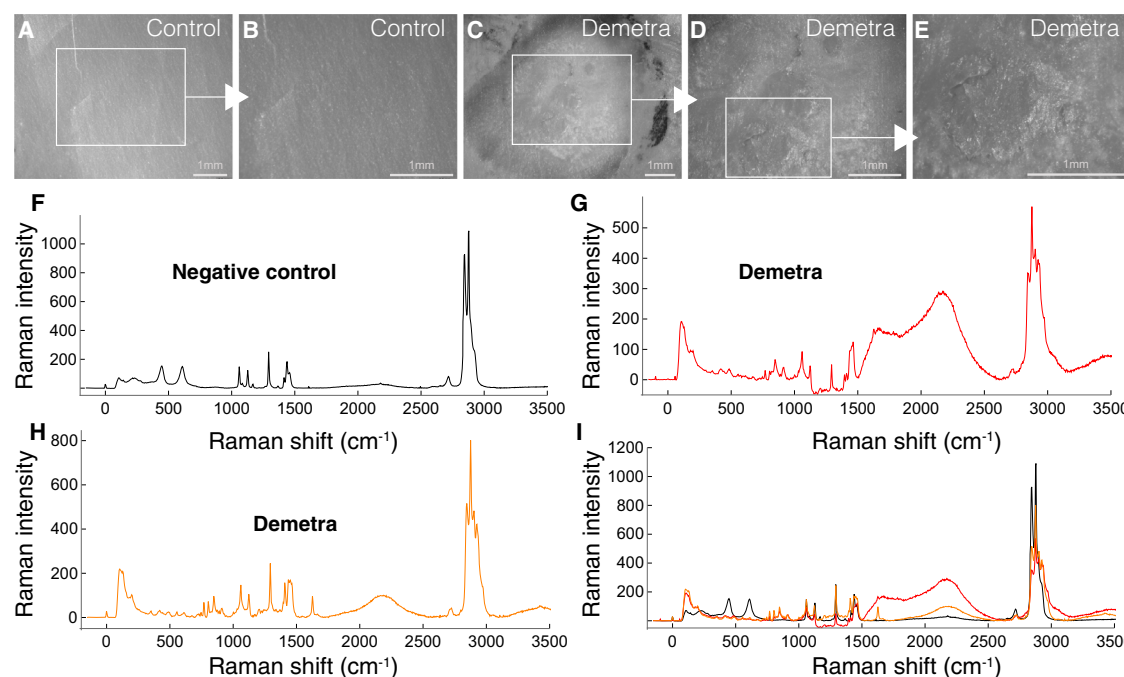 A Control
B Control
C Demetra
D Demetra
E Demetra
1mm 1mm 1mm 1mm 1mm
F
Raman intensity
1000
800
600
400
200
Negative control
0 500 1000 1500 2000 2500 3000 3500
Raman shift (cm-1)
G
Raman intensity
500
400
300
200
100
0
Demetra
0 500 1000 1500 2000 2500 3000 3500
Raman shift (cm-1)
H
Raman intensity
800
600
400
200
0
Demetra
0 500 1000 1500 2000 2500 3000 3500
Raman shift (cm-1)
I
Raman intensity
1200
1000
800
600
400
200
0 500 1000 1500 2000 2500 3000 3500
Raman shift (cm-1)